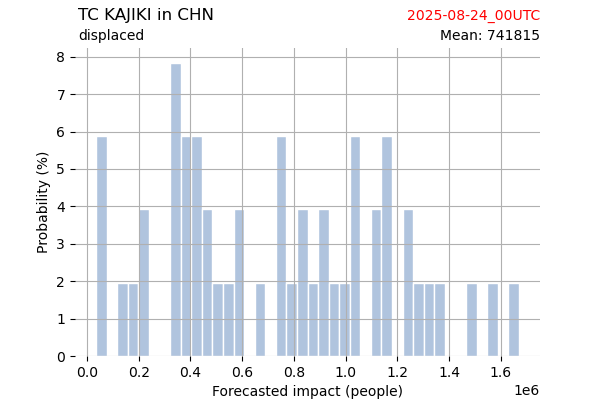 TC KAJIKI in CHN
2025-08-24_00UTC
displaced
Mean: 741815
8
7
6
5
4
3
2
1
0
Probability (%)
0.0 0.2 0.4 0.6 0.8 1.0 1.2 1.4 1.6
1e6
Forecasted impact (people)